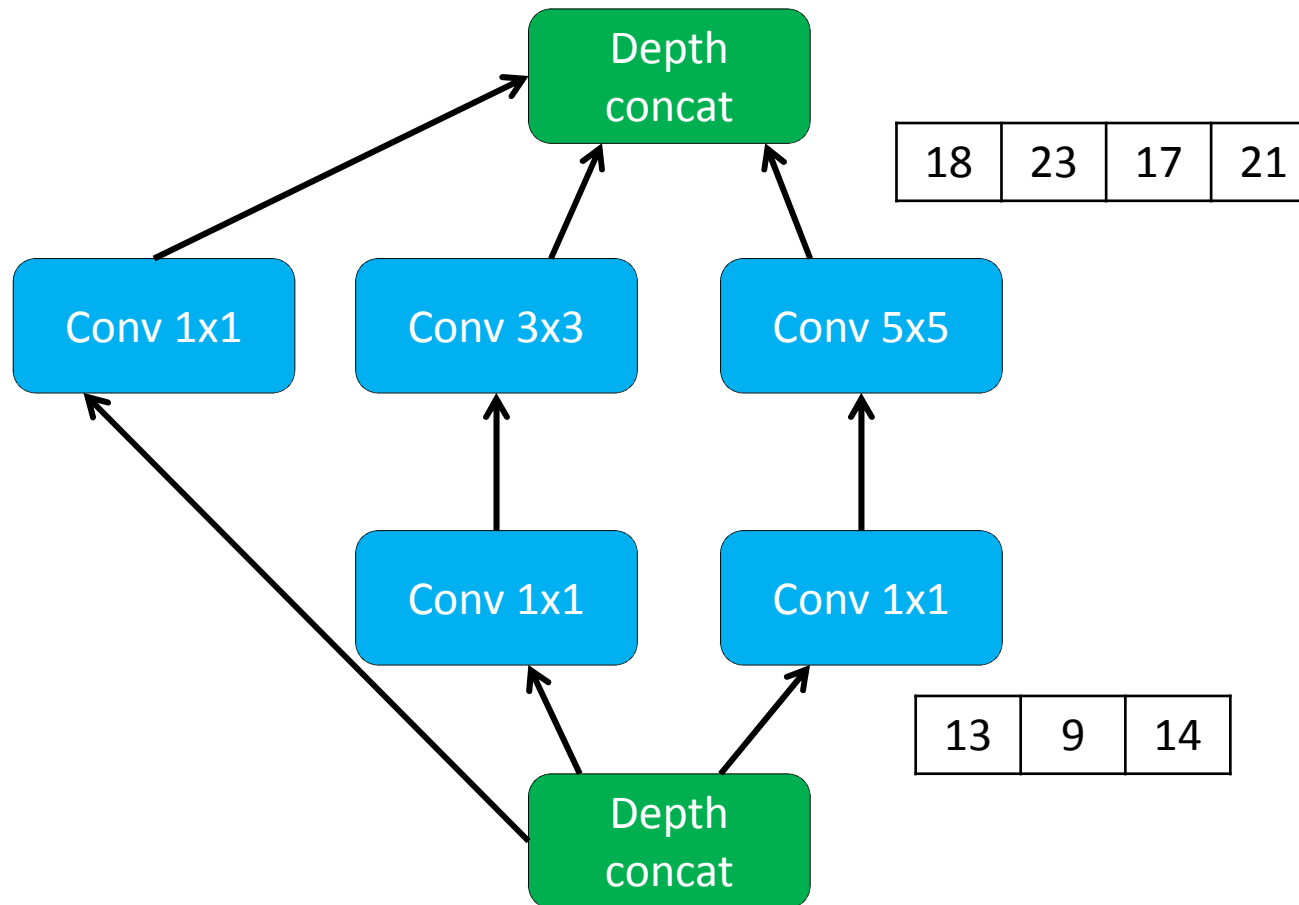 Depth
concat
18 23 17 21
Conv 1x1
Conv 3x3
Conv 5x5
Conv 1x1
Conv 1x1
13 9 14
Depth
concat